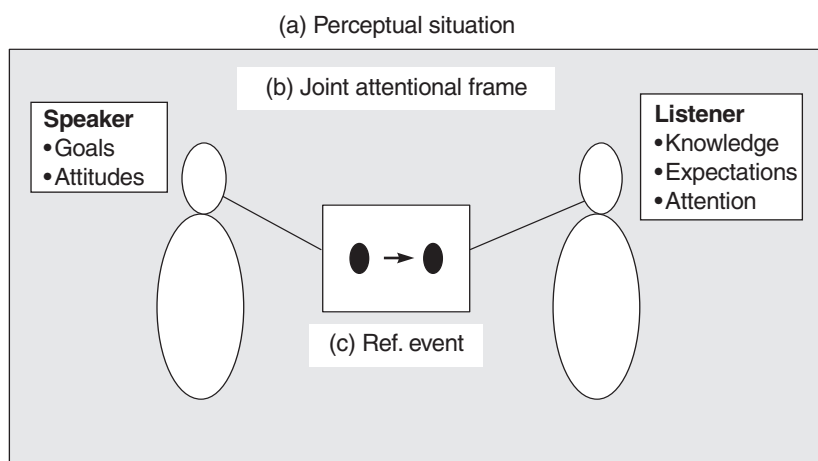 (a) Perceptual situation
(b) Joint attentional frame
Speaker
•Goals
•Attitudes
Listener
•Knowledge
•Expectations
•Attention
(c) Ref. event